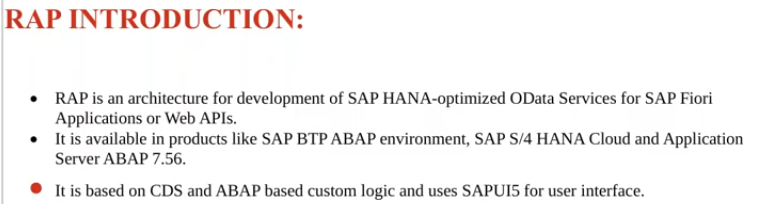 RAP INTRODUCTION:
• RAP is an architecture for development of SAP HANA-optimized OData Services for SAP Fiori
Applications or Web APIs.
• It is available in products like SAP BTP ABAP environment, SAP S/4 HANA Cloud and Application
Server ABAP 7.56.
• It is based on CDS and ABAP based custom logic and uses SAPUI5 for user interface.